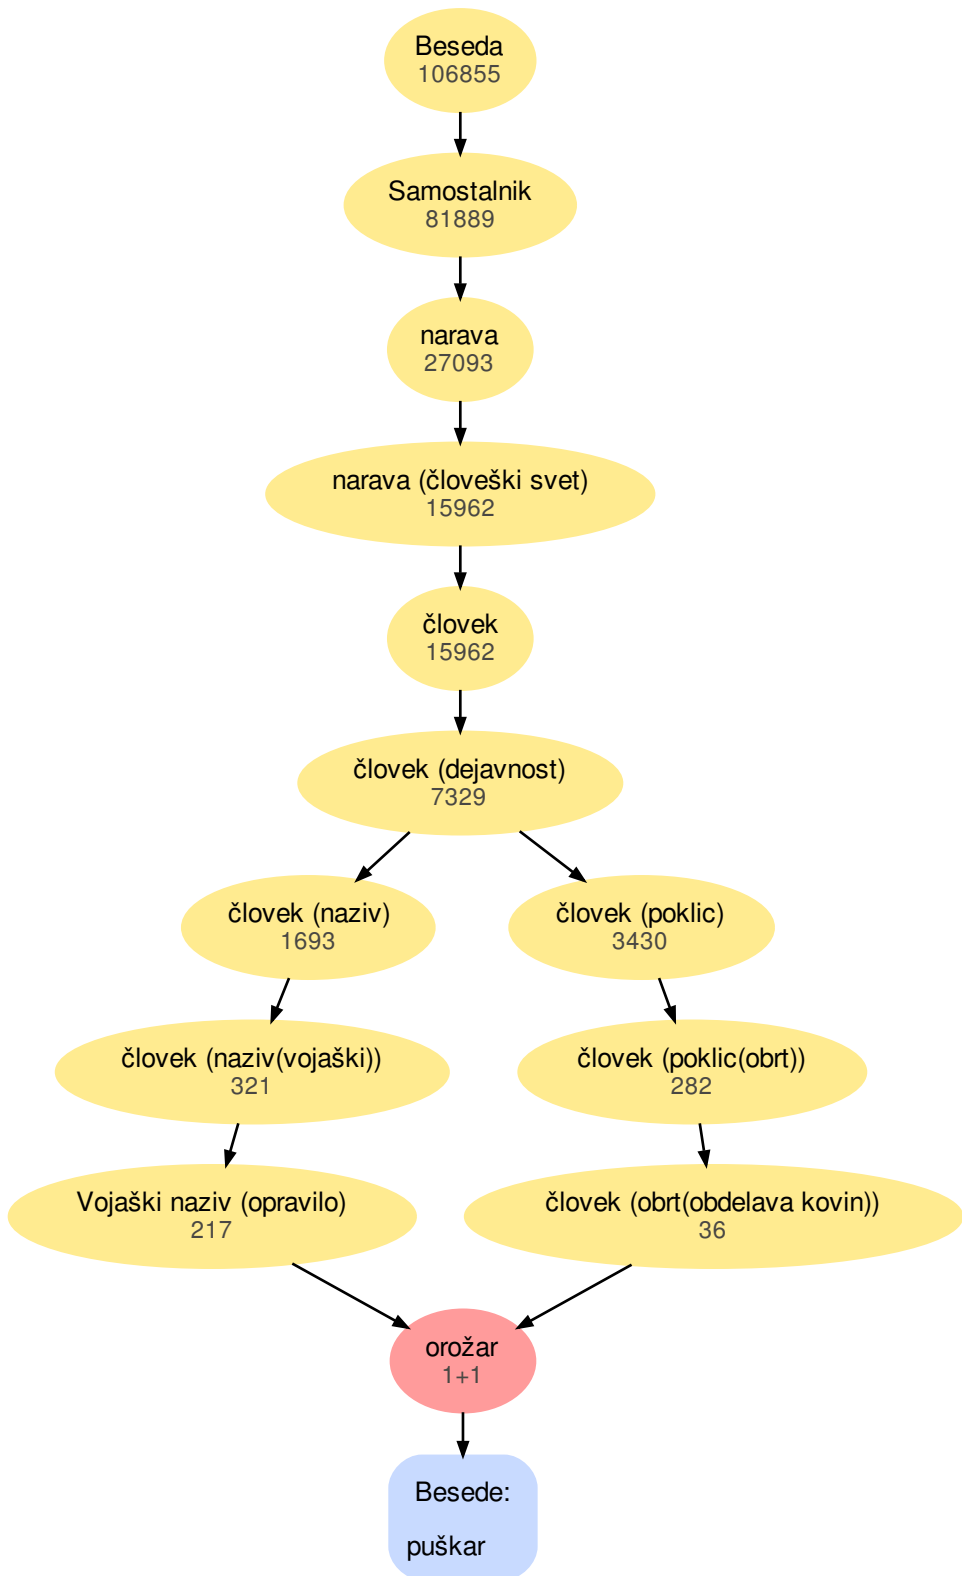 Beseda
106855
Samostalnik
81889
narava
27093
narava (človeški svet)
15962
človek
15962
človek (dejavnost)
7329
človek (naziv)
1693
človek (poklic)
3430
človek (naziv(vojaški))
321
človek (poklic(obrt))
282
Vojaški naziv (opravilo)
217
človek (obrt(obdelava kovin))
36
orožar
1+1
Besede:
puškar